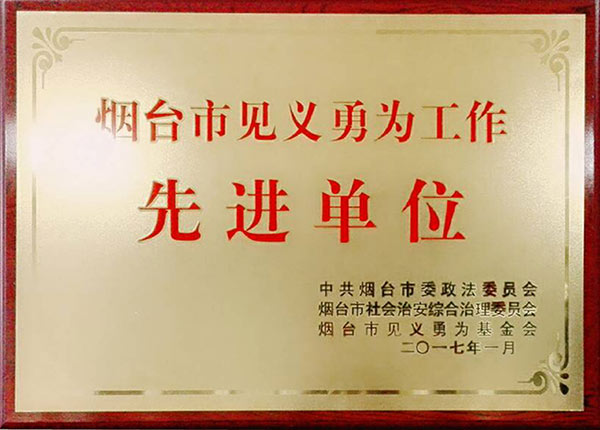 烟台市见义勇为工作
先进单位
中共烟台市委政法委员会
烟台市社会治安综合治理委员会
烟台市见义勇为基金会
二〇一七年一月